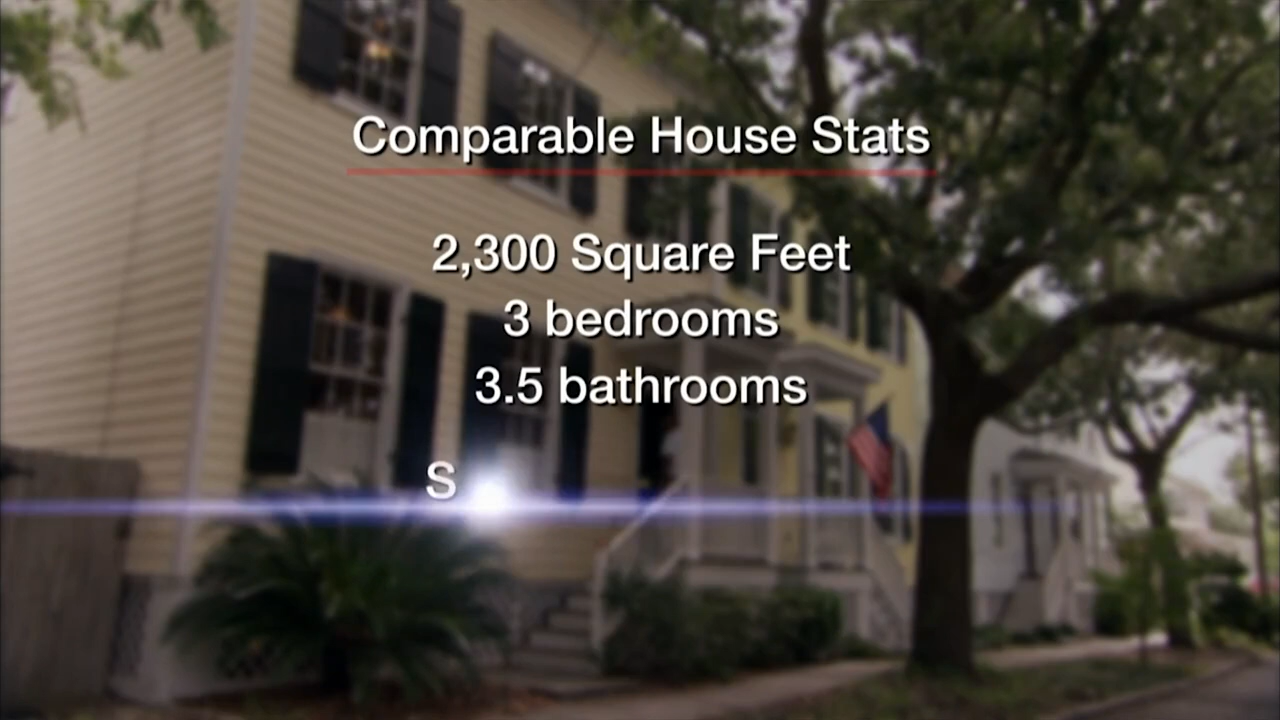 Comparable House Stats
2,300 Square Feet
3 bedrooms
3.5 bathrooms
S